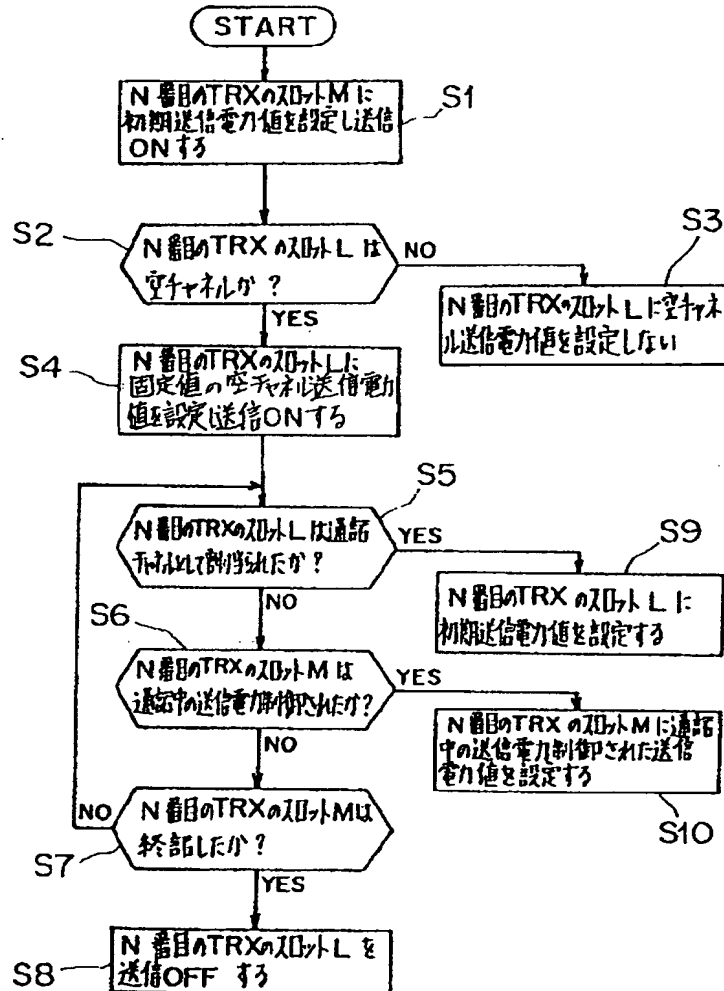 START
N番目のTRXのスロットMに
初期送信電力値を設定し送信
ONする
S1
S2
N番目のTRXのスロットLは
空チャネルか？
NO
YES
S3
N番目のTRXのスロットLに空チャネ
ル送信電力値を設定しない
S4
N番目のTRXのスロットLに
固定値の空チャネル送信電力
値を設定し送信ONする
S5
N番目のTRXのスロットLは通話
チャネルとして割り当られたか？
YES
NO
S9
N番目のTRXのスロットLに
初期送信電力値を設定する
S6
N番目のTRXのスロットMは
通話中の送信電力制御されたか？
YES
NO
N番目のTRXのスロットMに通話
中の送信電力制御された送信
電力値を設定する
S10
N番目のTRXのスロットMは
終話したか？
NO
S7
YES
N番目のTRXのスロットLを
送信OFFする
S8